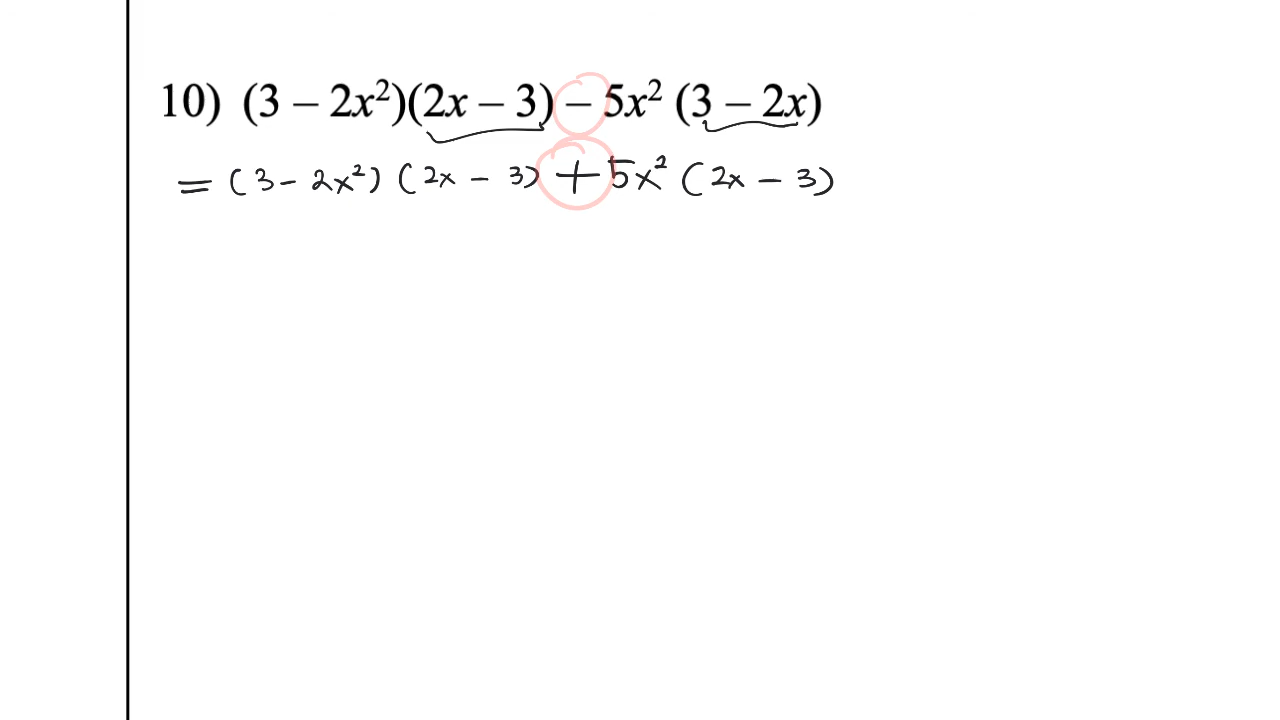 10) (3 – 2x²)(2x – 3) – 5x² (3 – 2x)
= (3 - 2x²) (2x - 3) + 5x² (2x - 3)